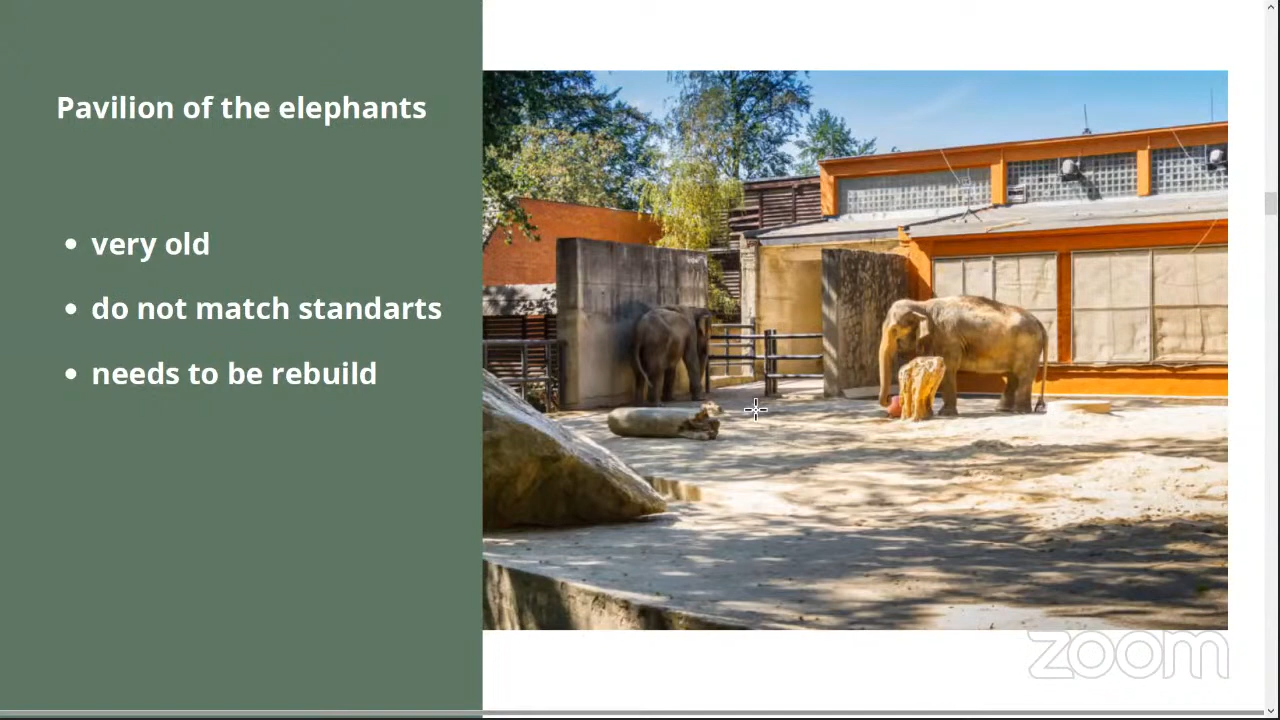 Pavilion of the elephants
very old
do not match standarts
needs to be rebuild
zoom